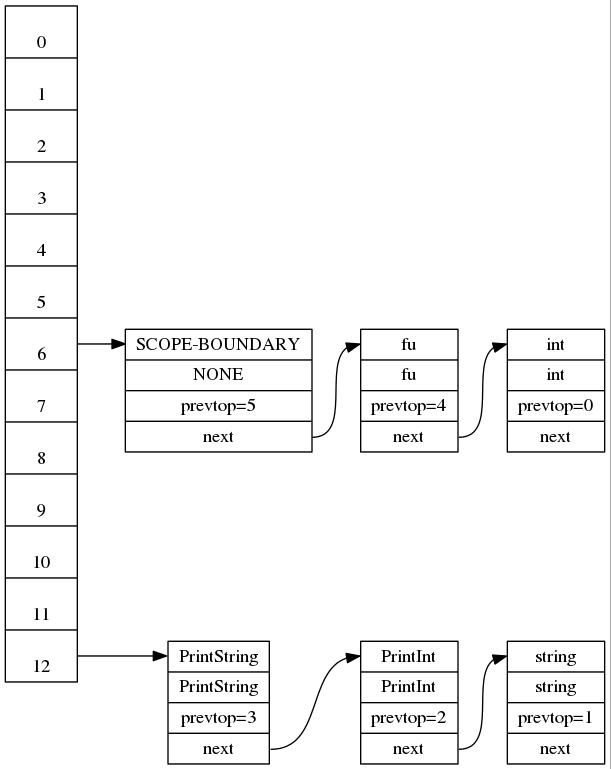 0
1
2
3
4
5
6
7
8
9
10
11
12
SCOPE-BOUNDARY
NONE
prevtop=5
next
fu
fu
prevtop=4
next
int
int
prevtop=0
next
PrintString
PrintString
prevtop=3
next
PrintInt
PrintInt
prevtop=2
next
string
string
prevtop=1
next